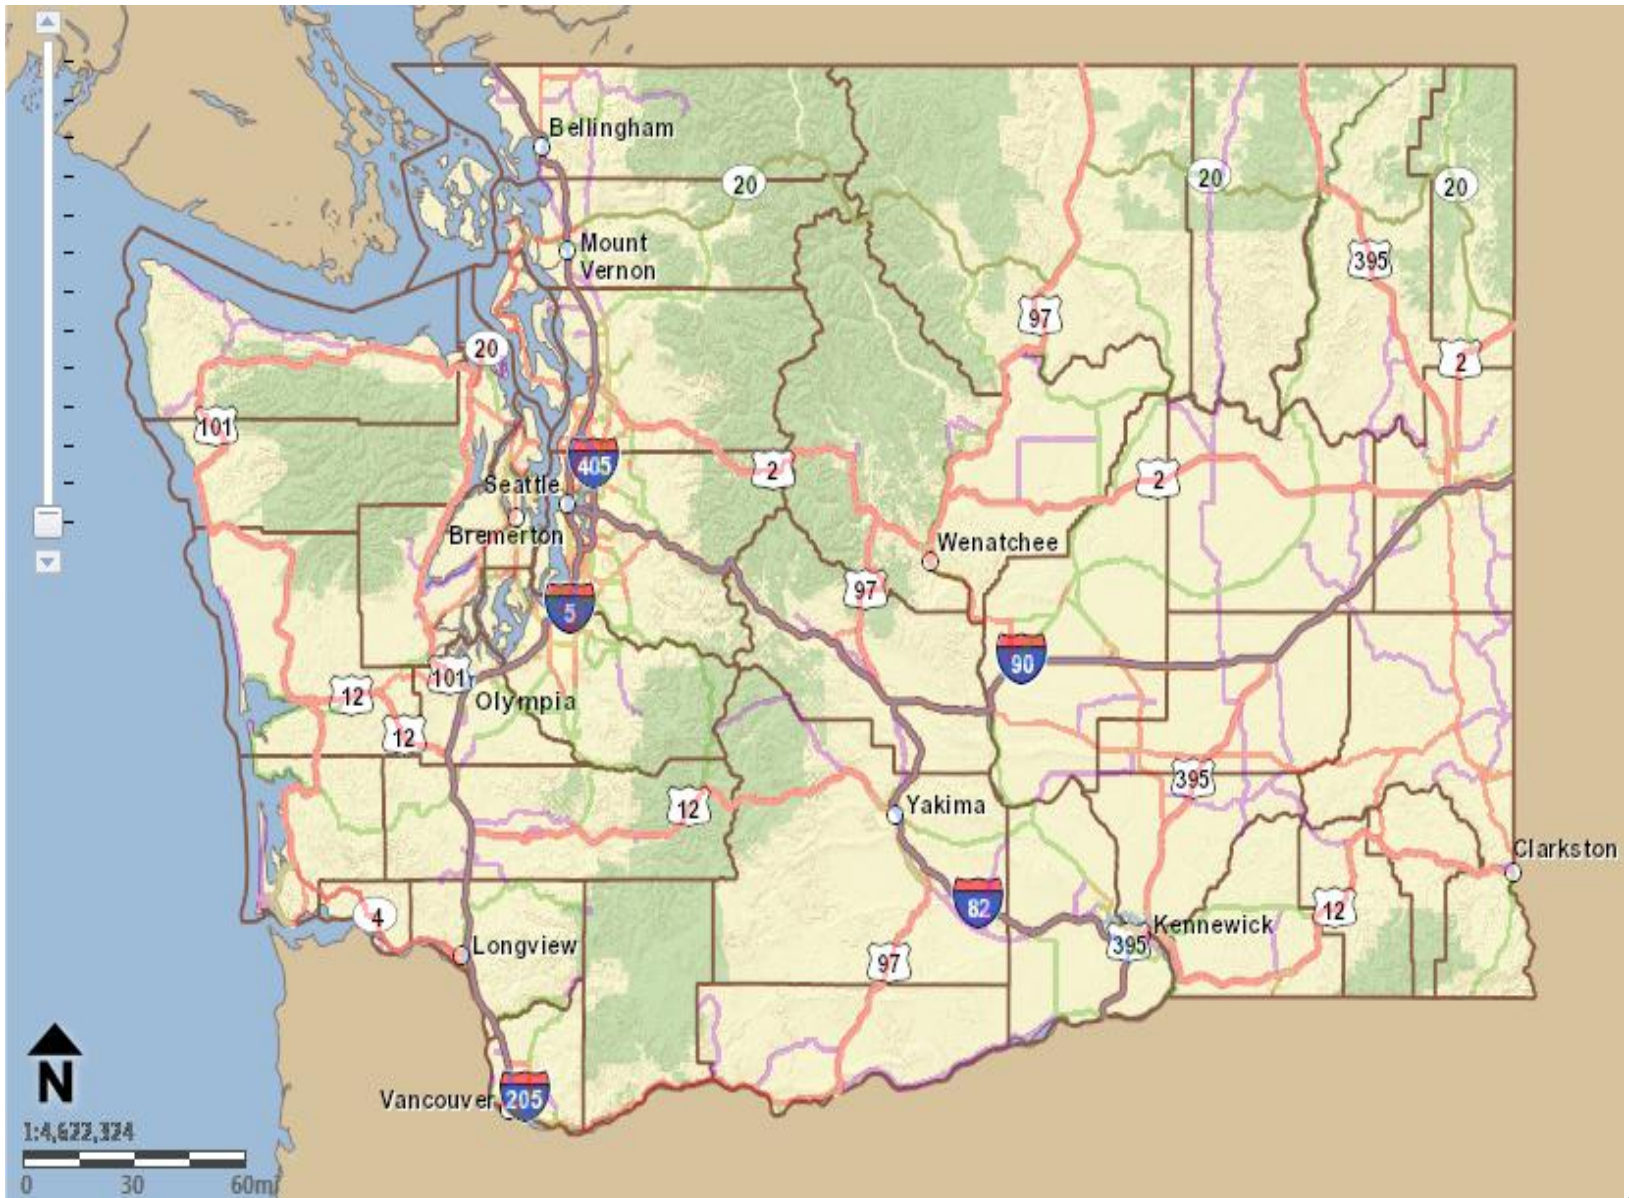 Bellingham
20
20
20
Mount
Vernon
395
97
20
2
101
405
2
2
Seattle
Bremerton
Wenatchee
97
5
90
101
12
Olympia
12
395
12
Yakima
Clarkston
82
12
4
Kennewick
395
Longview
97
N
Vancouver
205
1:4,622,324
0 30 60mi